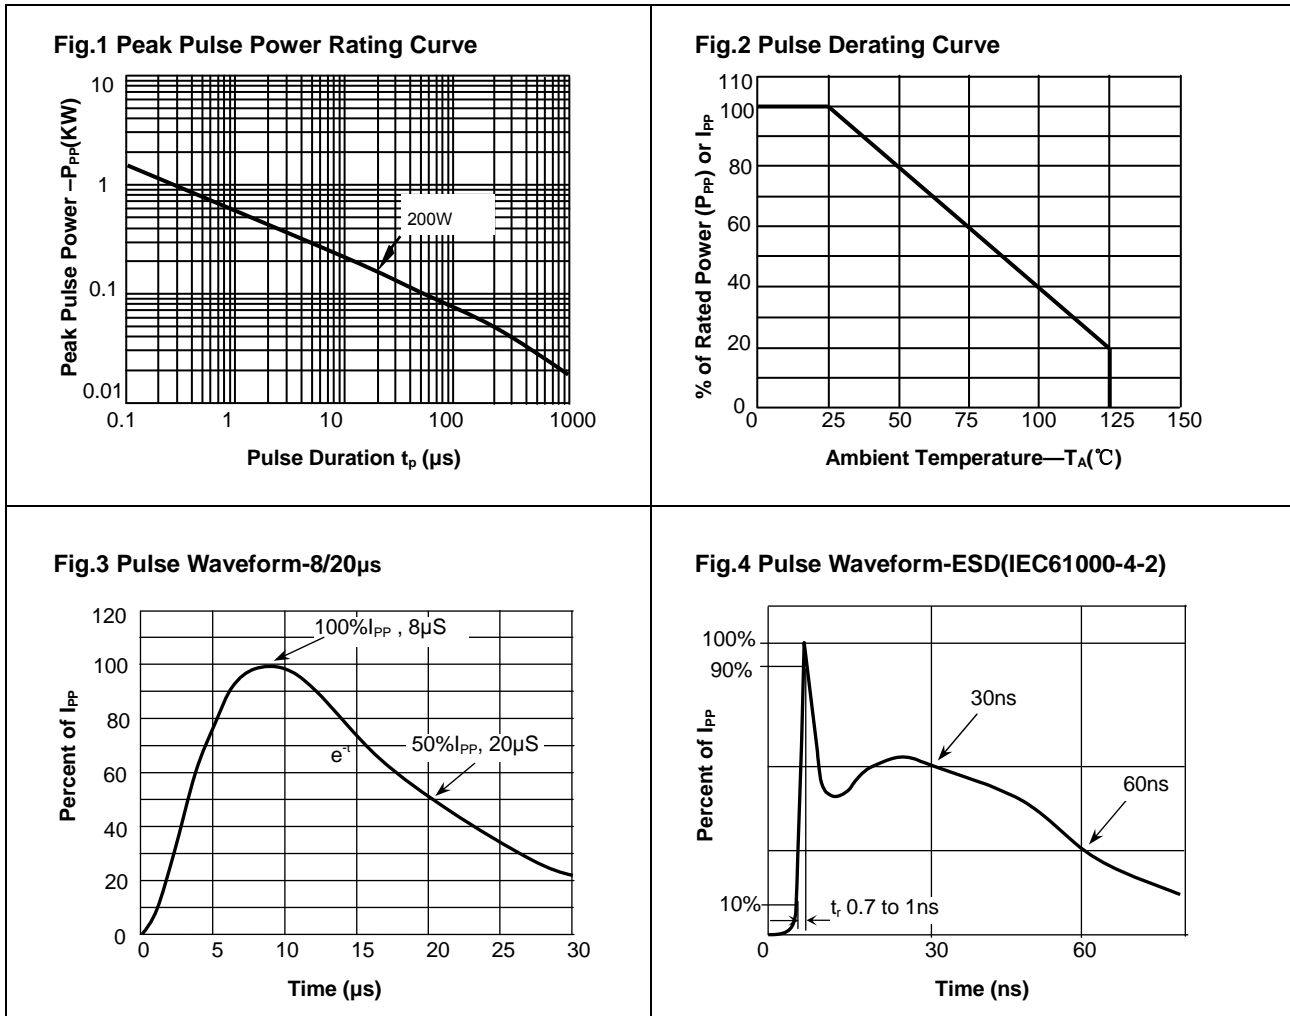 Fig.1 Peak Pulse Power Rating Curve
Peak Pulse Power –PPP(KW)
10
1
0.1
0.01
200W
0.1 1 10 100 1000
Pulse Duration tp (µs)
Fig.2 Pulse Derating Curve
% of Rated Power (PPP) or IPP
110
100
80
60
40
20
0
25 50 75 100 125 150
Ambient Temperature—TA(℃)
Fig.3 Pulse Waveform-8/20µs
Percent of IPP
120
100
80
60
40
20
0
100%IPP , 8µS
e-t
50%IPP, 20µS
0 5 10 15 20 25 30
Time (µs)
Fig.4 Pulse Waveform-ESD(IEC61000-4-2)
Percent of IPP
100%
90%
10%
30ns
60ns
tr 0.7 to 1ns
0 30 60
Time (ns)